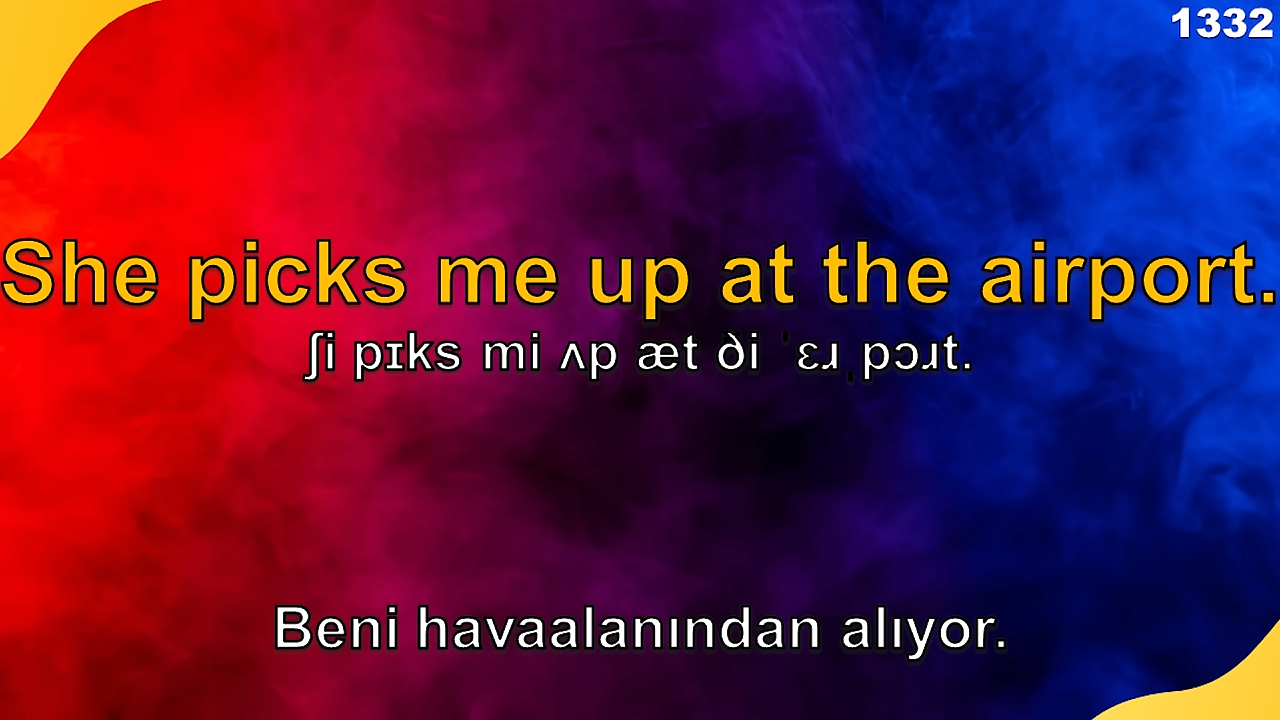 1332
She picks me up at the airport.
ʃi pɪks mi ʌp æt ði ˈɛɹˌpɔɹt.
Beni havaalanından alıyor.